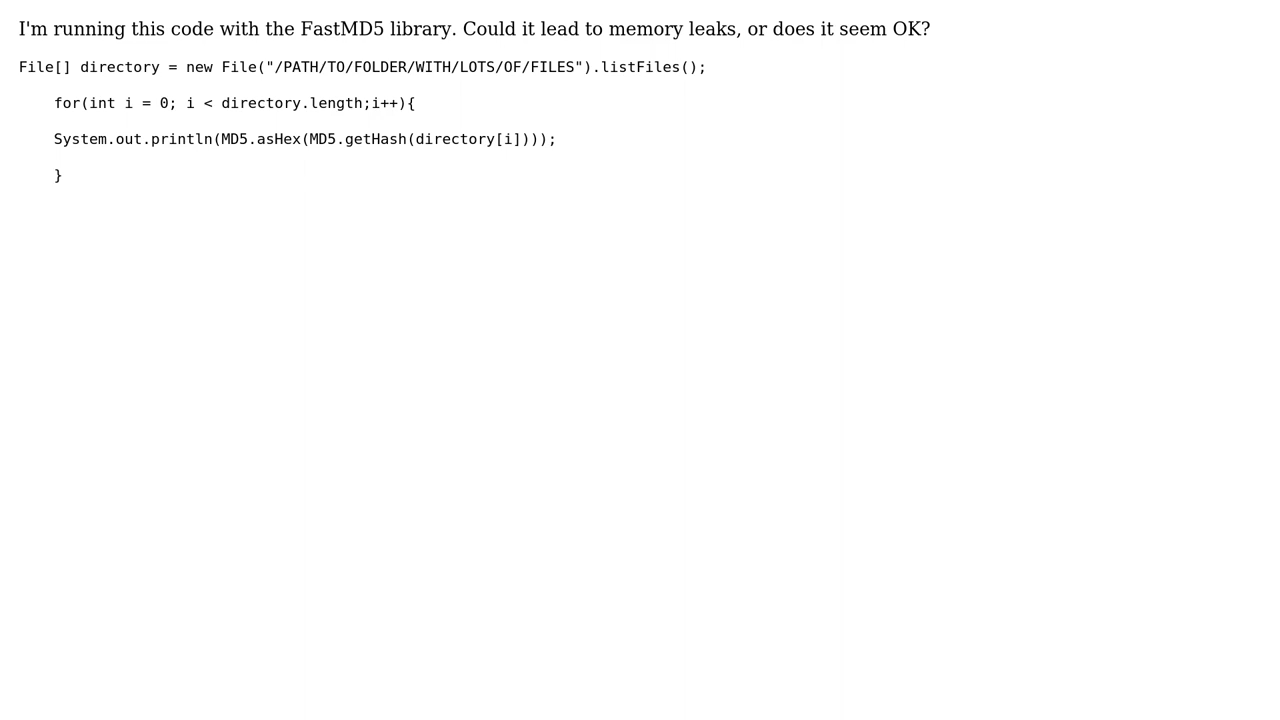 I'm running this code with the FastMD5 library. Could it lead to memory leaks, or does it seem OK?
File[] directory = new File("/PATH/TO/FOLDER/WITH/LOTS/OF/FILES").listFiles();
for(int i = 0; i < directory.length;i++){
System.out.println(MD5.asHex(MD5.getHash(directory[i])));
}